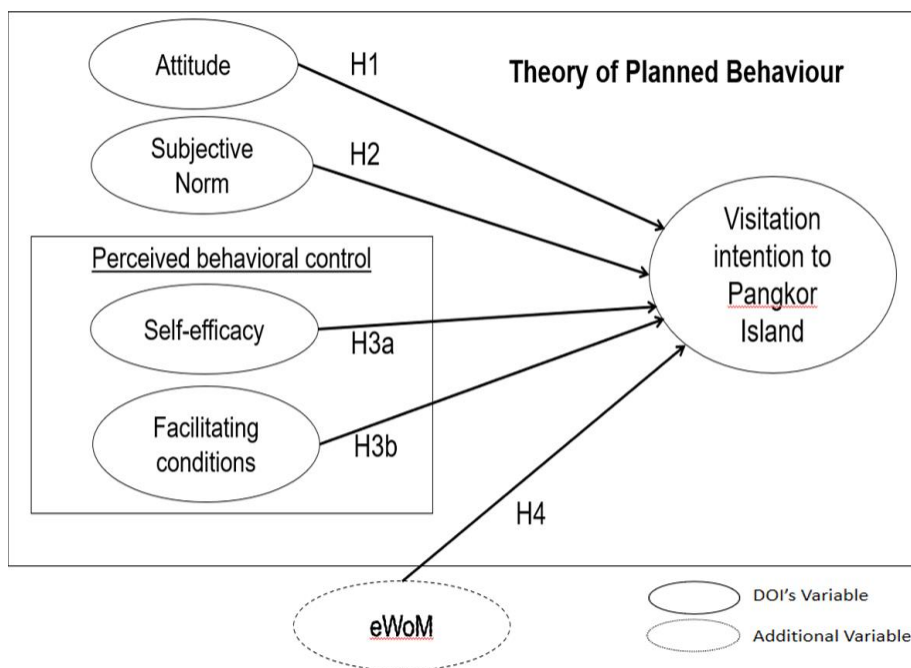 Attitude
H1
Theory of Planned Behaviour
Subjective
Norm
H2
Perceived behavioral control
Self-efficacy
H3a
Facilitating
conditions
H3b
Visitation
intention to
Pangkor
Island
H4
eWoM
DOI's Variable
Additional Variable